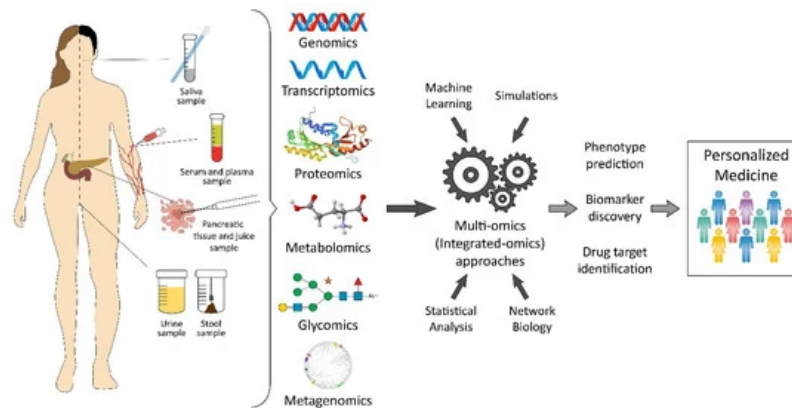 Saliva
sample
Serum and plasma
sample
Pancreatic
tissue and juice
sample
Urine
sample
Stool
sample
Genomics
Transcriptomics
Proteomics
Metabolomics
Glycomics
Metagenomics
Machine
Learning
Simulations
Multi-omics
(Integrated-omics)
approaches
Statistical
Analysis
Network
Biology
Phenotype
prediction
Biomarker
discovery
Drug target
identification
Personalized
Medicine